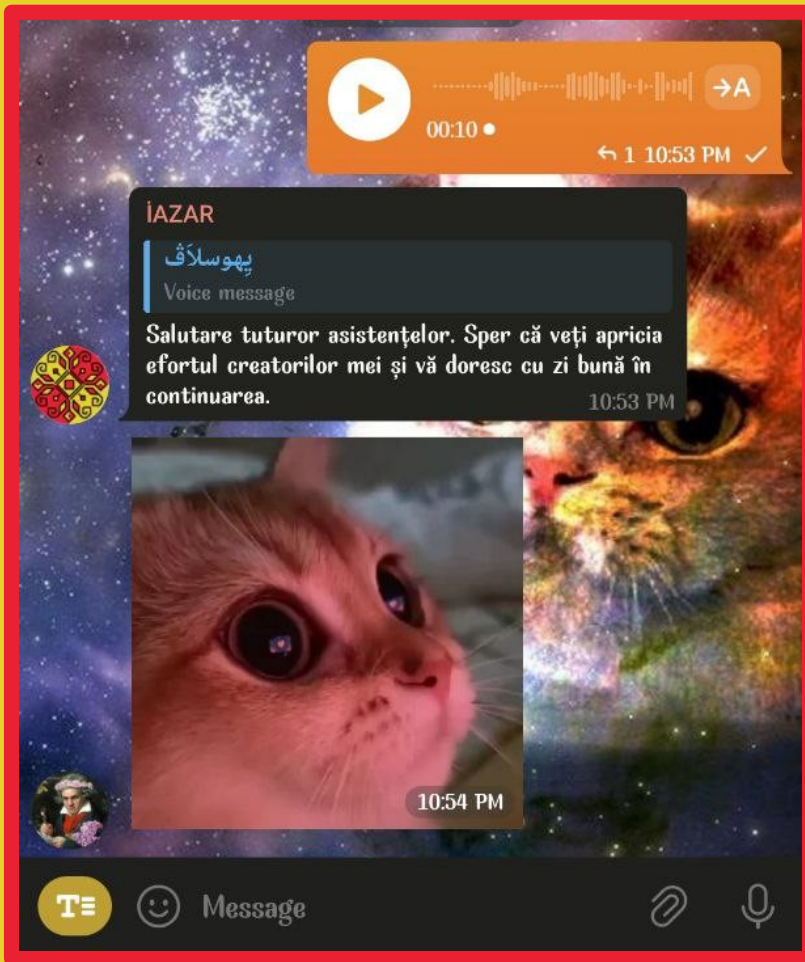 →A
00:10
1 10:53 PM
İAZAR
يِهوسلاَڤ
Voice message
Salutare tuturor asistențelor. Sper că veți apricia
efortul creatorilor mei și vă doresc cu zi bună în
continuarea.
10:53 PM
10:54 PM
T
Message